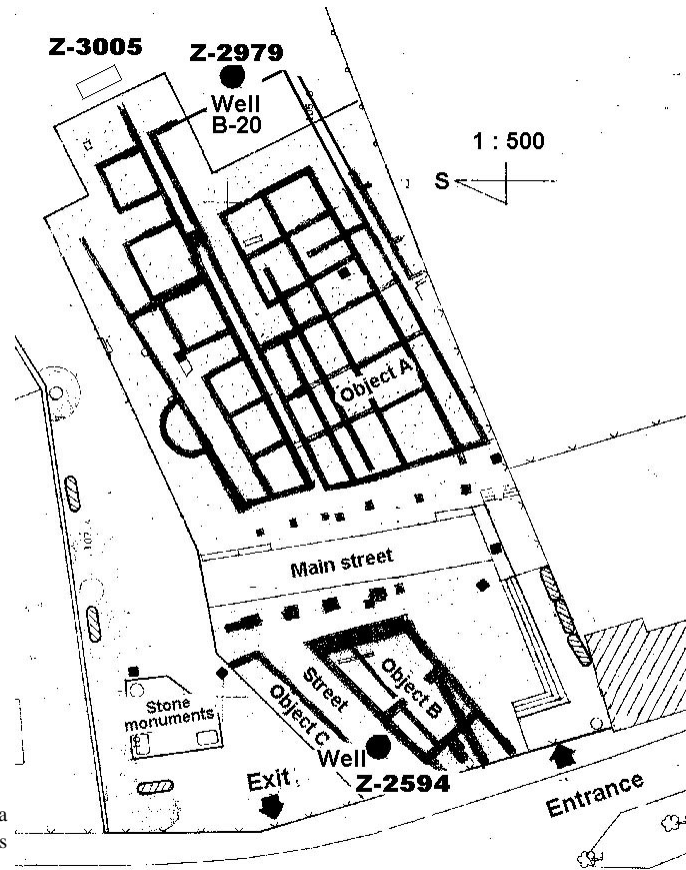 Z-3005
Z-2979
Well
B-20
1 : 500
S
Object A
Main street
Street
Object B
Object C
Stone
monuments
Well
Z-2594
Exit
Entrance
a
s